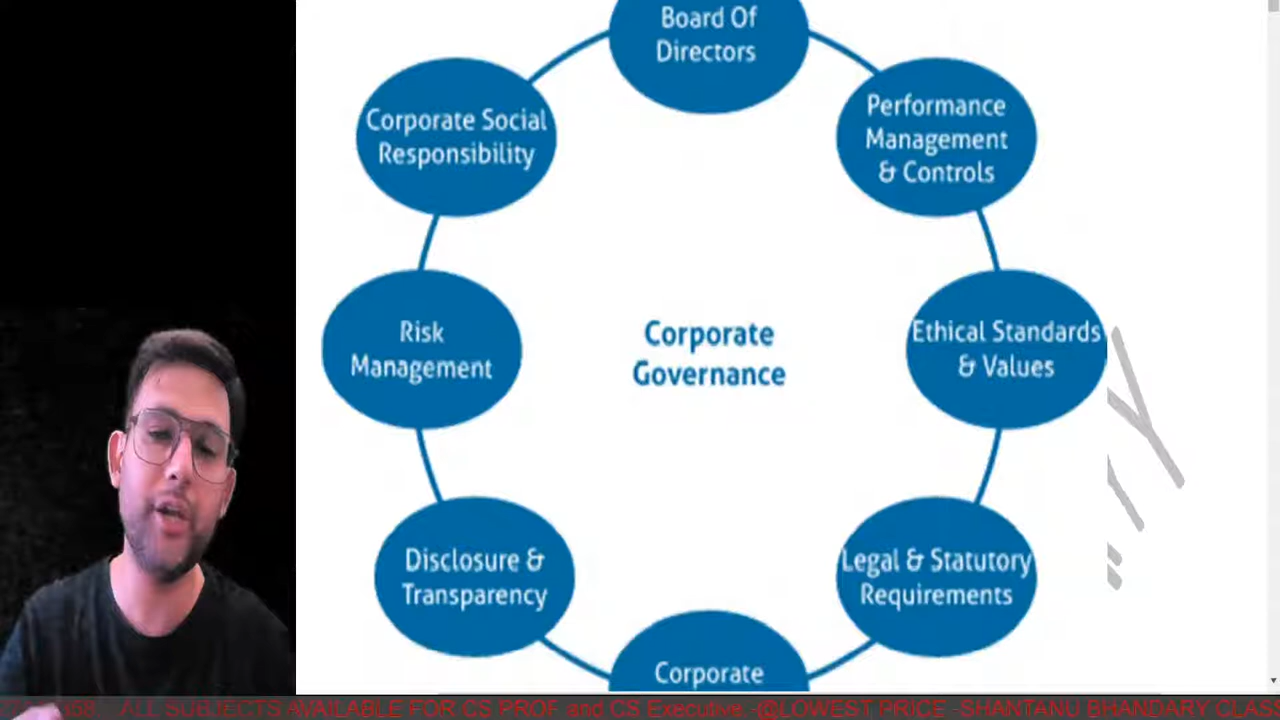 Board Of
Directors
Performance
Management
& Controls
Corporate Social
Responsibility
Risk
Management
Corporate
Governance
Ethical Standards
& Values
Disclosure &
Transparency
Legal & Statutory
Requirements
Corporate
ALL SUBJECTS AVAILABLE FOR CS PROF and CS Executive -@LOWEST PRICE -SHANTANU BHANDARY CLAS